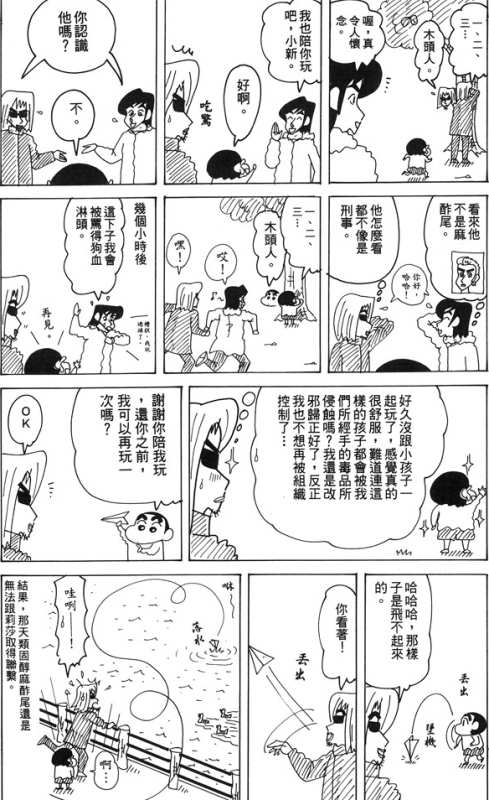 一、二、
三…
木頭人。
喔，真
令人懷
念。
我也陪你玩
吧，小新。
好啊。
吃驚
你認識
他嗎？
不。
看來他
不是麻
酢尾。
他怎麼看
都不像是
刑事。
你好
哈哈！
一、二、
三…
木頭人。
哎！
嘿！
幾個小時後
糟糕，我玩
過頭了！
這下子我會
被罵得狗血
淋頭。
再見。
好久沒跟小孩子一
起玩了，感覺真的
很舒服，難道連這
樣的孩子都會被我
們所經手的毒品所
侵蝕嗎？我還是改
邪歸正好了，反正
我也不想再被組織
控制了…
謝謝你陪我玩
，還你之前，
我可以再玩一
次嗎？
OK
丟出
墜機
哈哈哈，那樣
子是飛不起來
的。
你看著！
丟出
咻
落水
哇咧——！
啊…
結果，那天類固醇麻酢尾還是
無法跟莉莎取得聯繫。